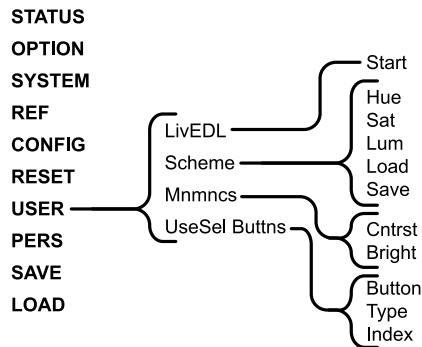 STATUS
OPTION
SYSTEM
REF
CONFIG
RESET
USER
PERS
SAVE
LOAD
LivEDL
Scheme
Mnmncs
UseSel Buttns
Start
Hue
Sat
Lum
Load
Save
Cntrst
Bright
Button
Type
Index